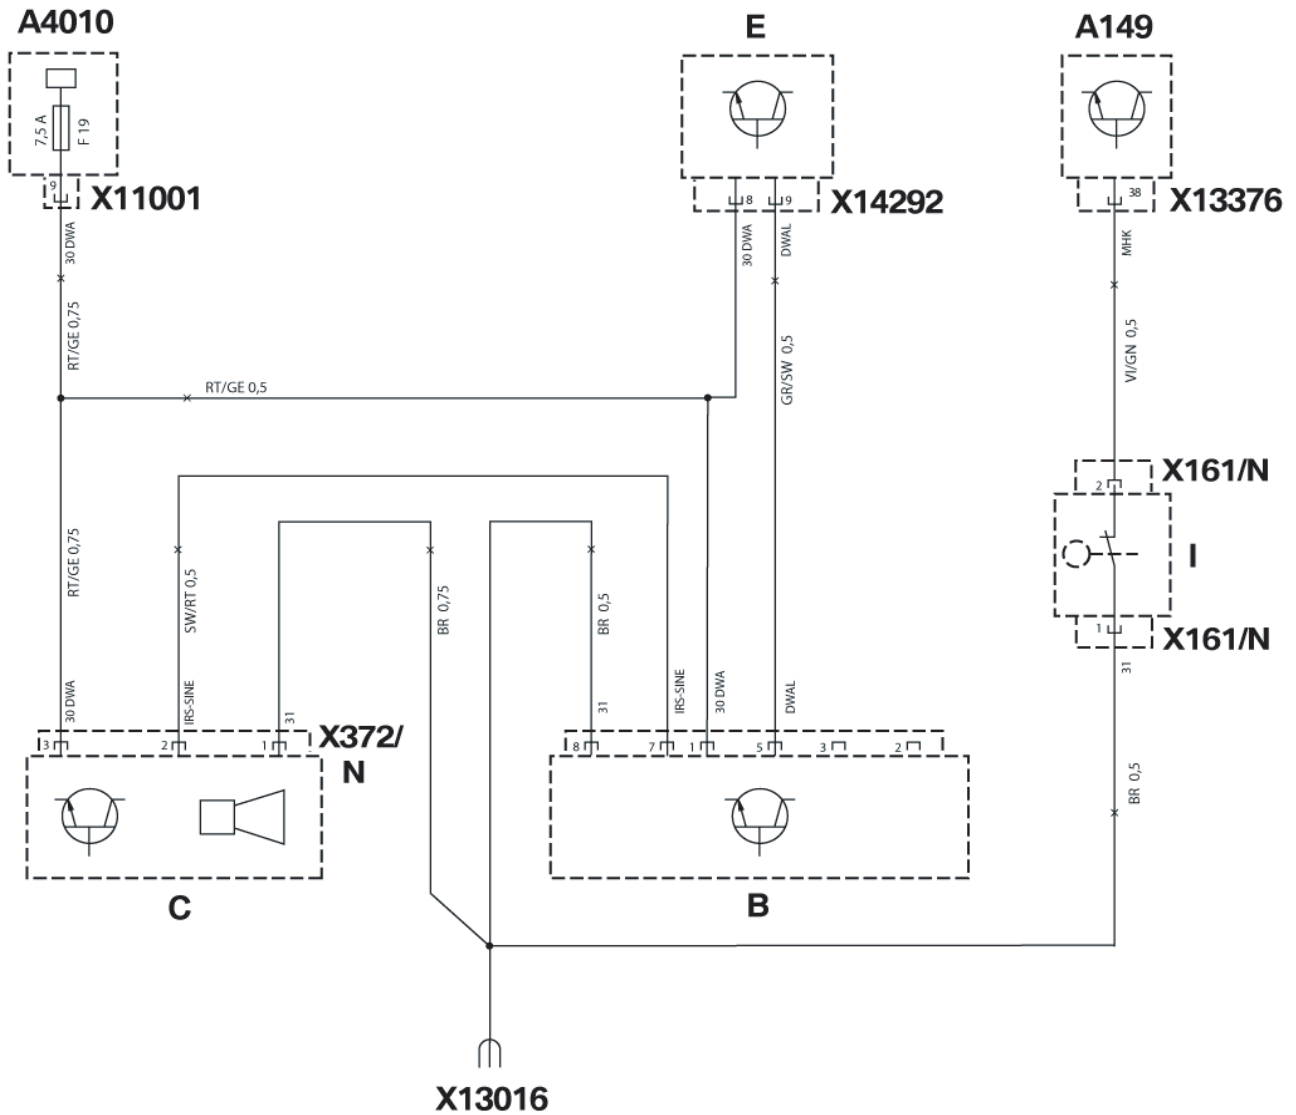 A4010
E
A149
7,5 A
F 19
9
X11001
8
9
X14292
38
X13376
30 DWA
30 DWA
DWAL
MHK
RT/GE 0,75
GR/SW 0,5
VI/GN 0,5
RT/GE 0,5
X161/N
2
I
RT/GE 0,75
SW/RT 0,5
BR 0,75
BR 0,5
1
X161/N
31
30 DWA
IRS-SINE
31
31
IRS-SINE
30 DWA
DWAL
X372/
N
3
2
1
8
7
1
5
3
2
BR 0,5
C
B
X13016